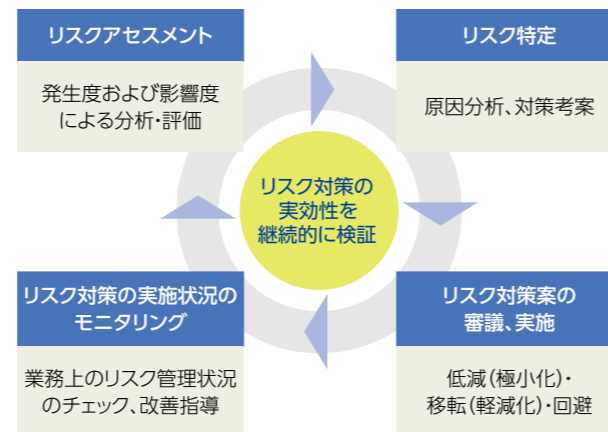 リスクアセスメント
発生度および影響度
による分析・評価
リスク特定
原因分析、対策考案
リスク対策の
実効性を
継続的に検証
リスク対策の実施状況の
モニタリング
業務上のリスク管理状況
のチェック、改善指導
リスク対策案の
審議、実施
低減(極小化)・
移転(軽減化)・回避